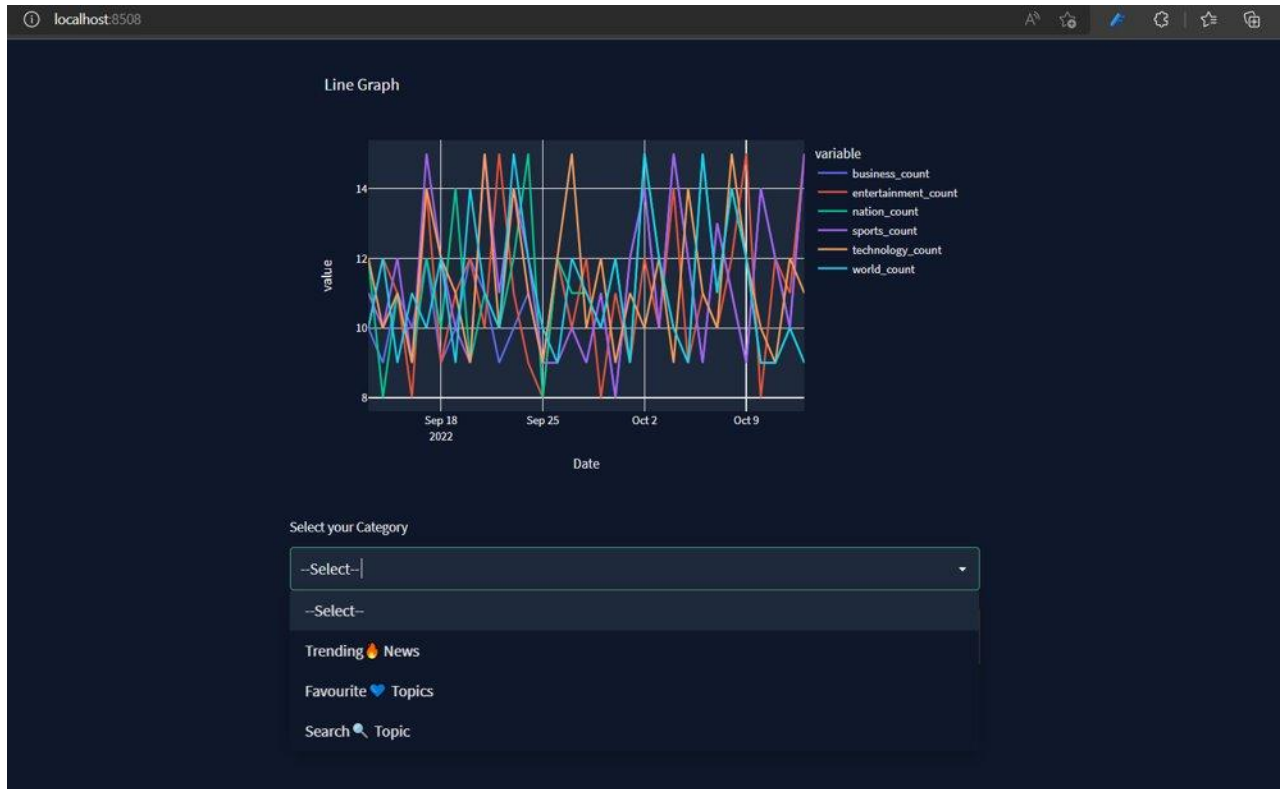 localhost:8508
Line Graph
variable
business_count
entertainment_count
nation_count
sports_count
technology_count
world_count
14
12
10
8
value
Sep 18
2022
Sep 25
Oct 2
Oct 9
Date
Select your Category
--Select--
--Select--
Trending🔥 News
Favourite 💙 Topics
Search🔍 Topic